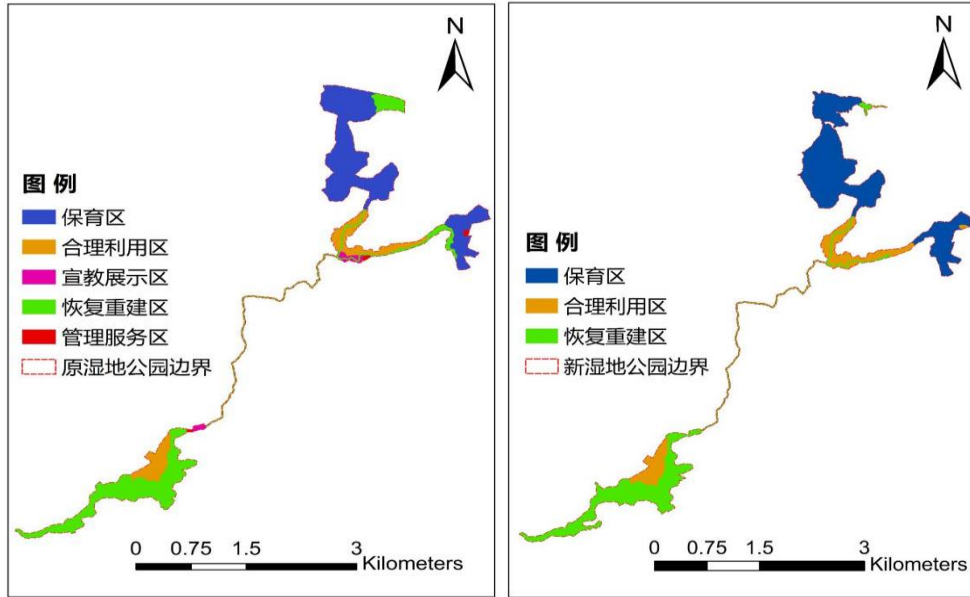 N
图 例
保育区
合理利用区
宣教展示区
恢复重建区
管理服务区
原湿地公园边界
0 0.75 1.5 3
Kilometers
N
图 例
保育区
合理利用区
恢复重建区
新湿地公园边界
0 0.75 1.5 3
Kilometers